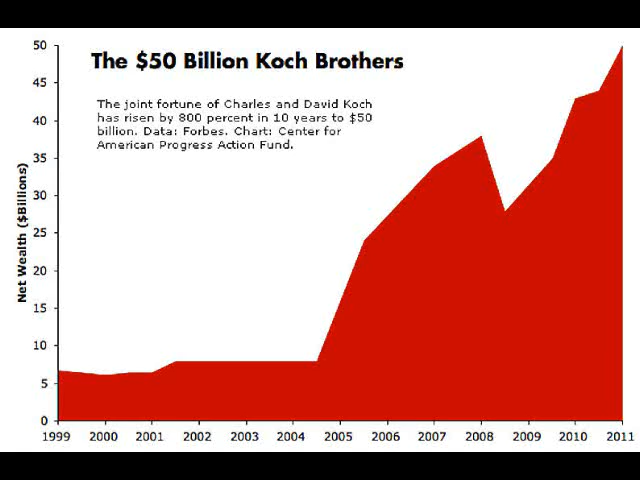 The $50 Billion Koch Brothers
The joint fortune of Charles and David Koch
has risen by 800 percent in 10 years to $50
billion. Data: Forbes. Chart: Center for
American Progress Action Fund.
Net Wealth ($Billions)
50
45
40
35
30
25
20
15
10
5
0
1999 2000 2001 2002 2003 2004 2005 2006 2007 2008 2009 2010 2011